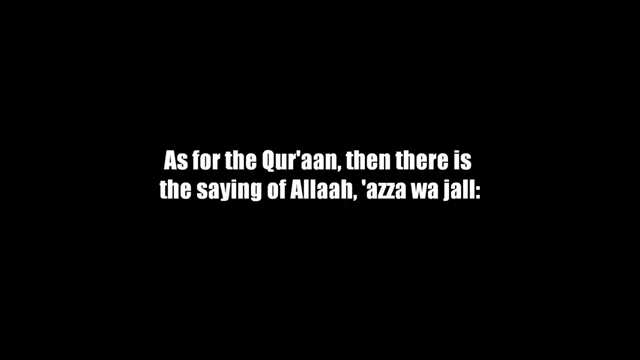 As for the Qur'aan, then there is
the saying of Allaah, 'azza wa jall: